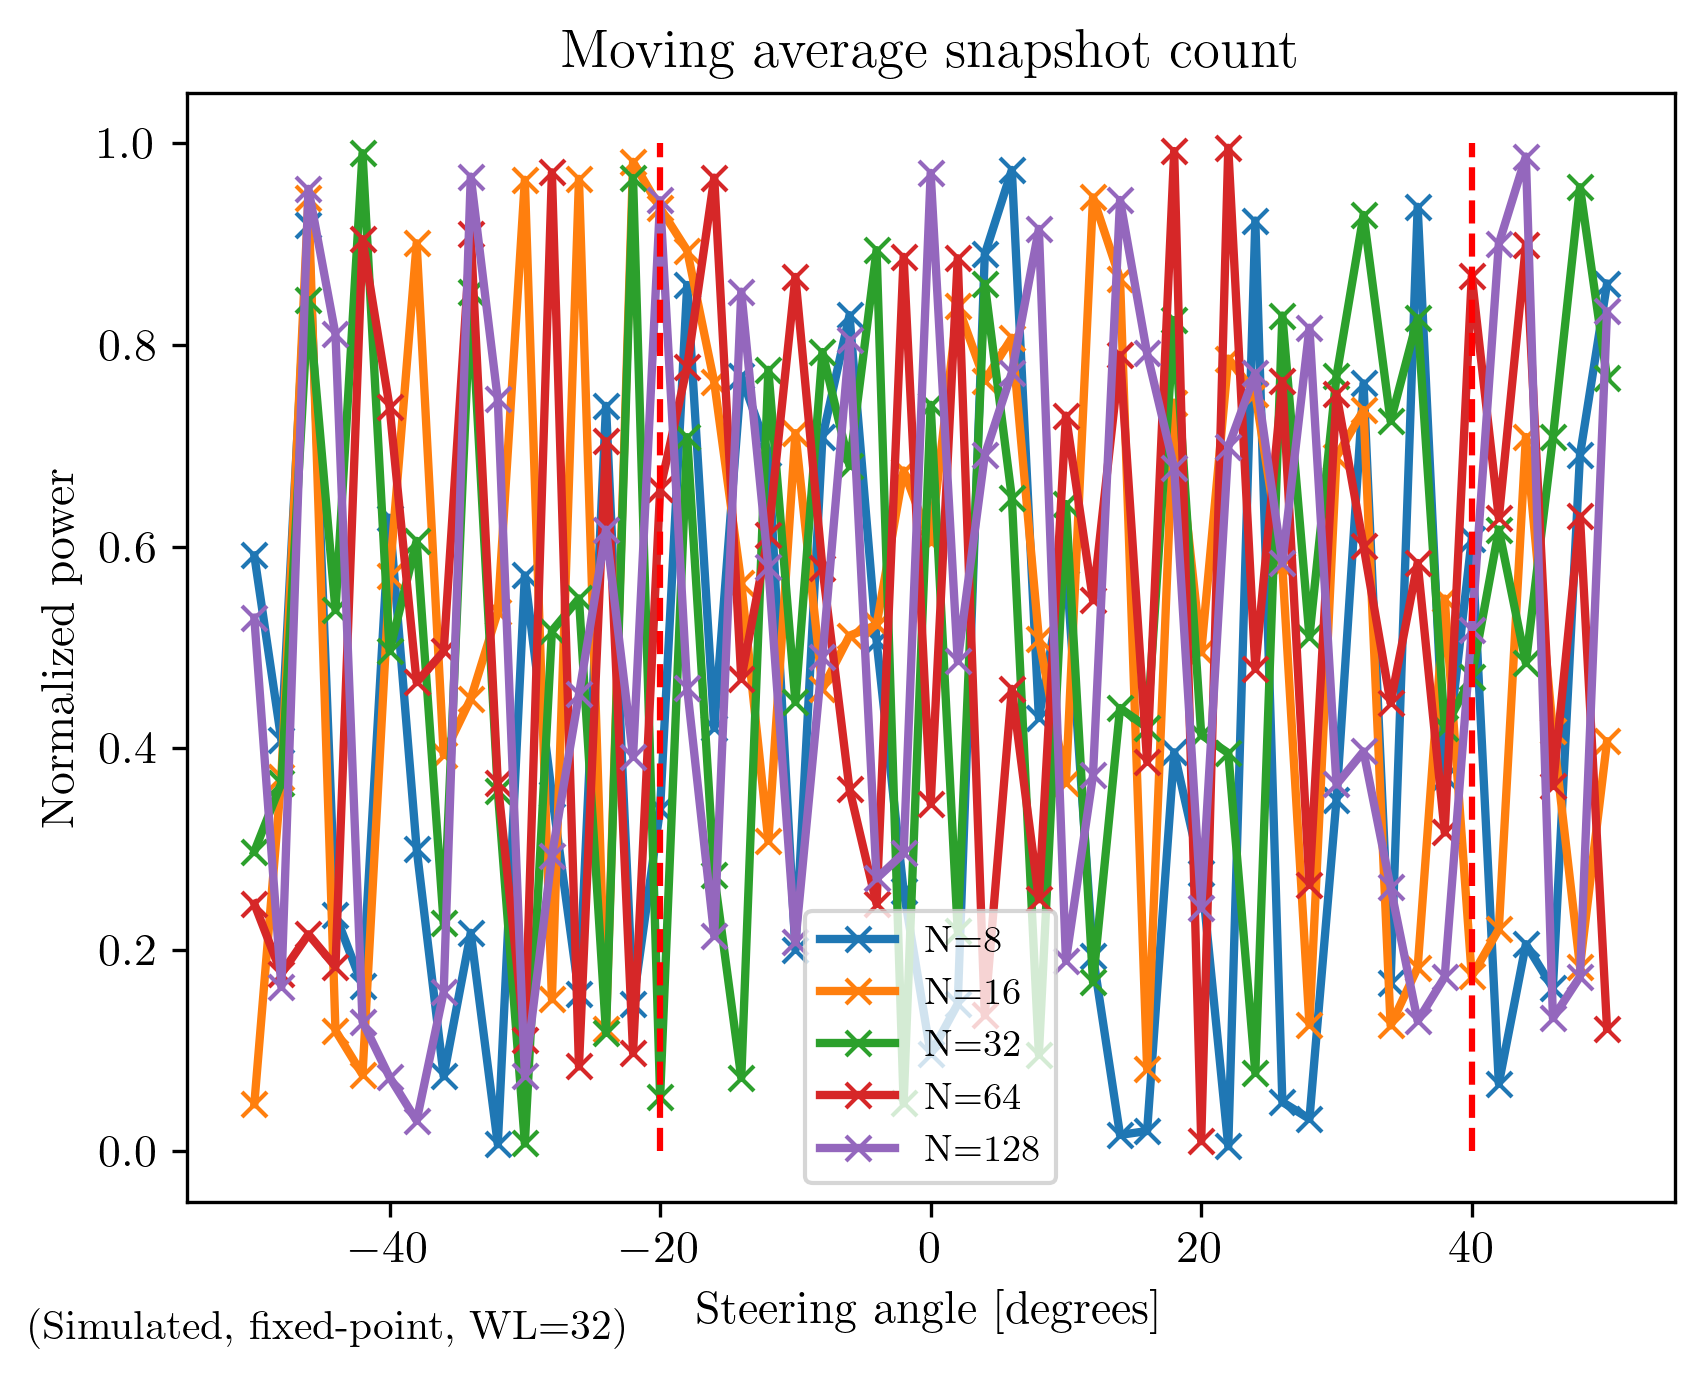 Moving average snapshot count
Normalized power
1.0
0.8
0.6
0.4
0.2
0.0
N=8
N=16
N=32
N=64
N=128
−40
−20
0
20
40
Steering angle [degrees]
(Simulated, fixed-point, WL=32)